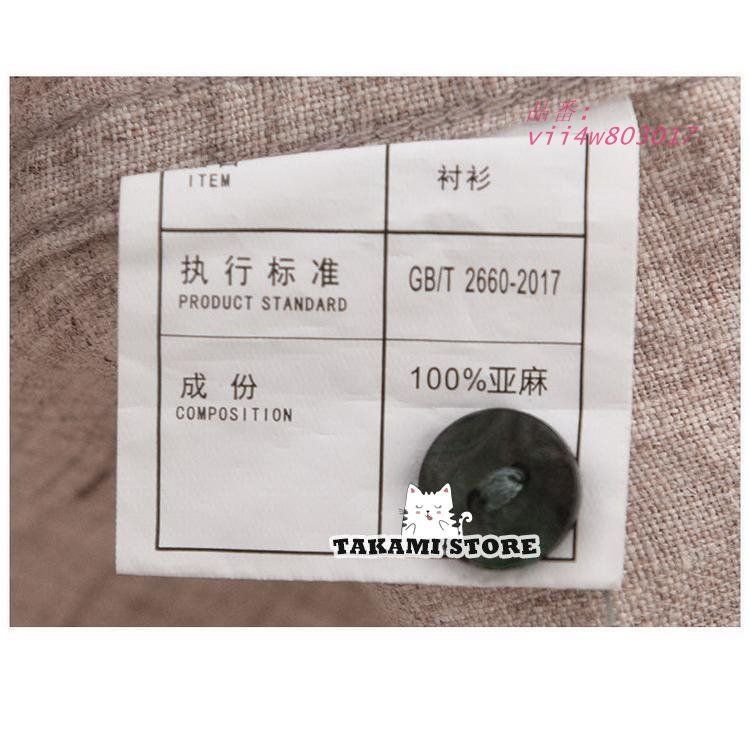 品番:
vii4w803017
ITEM
衬衫
执行标准
GB/T 2660-2017
PRODUCT STANDARD
成份
100%亚麻
COMPOSITION
TAKAMI STORE